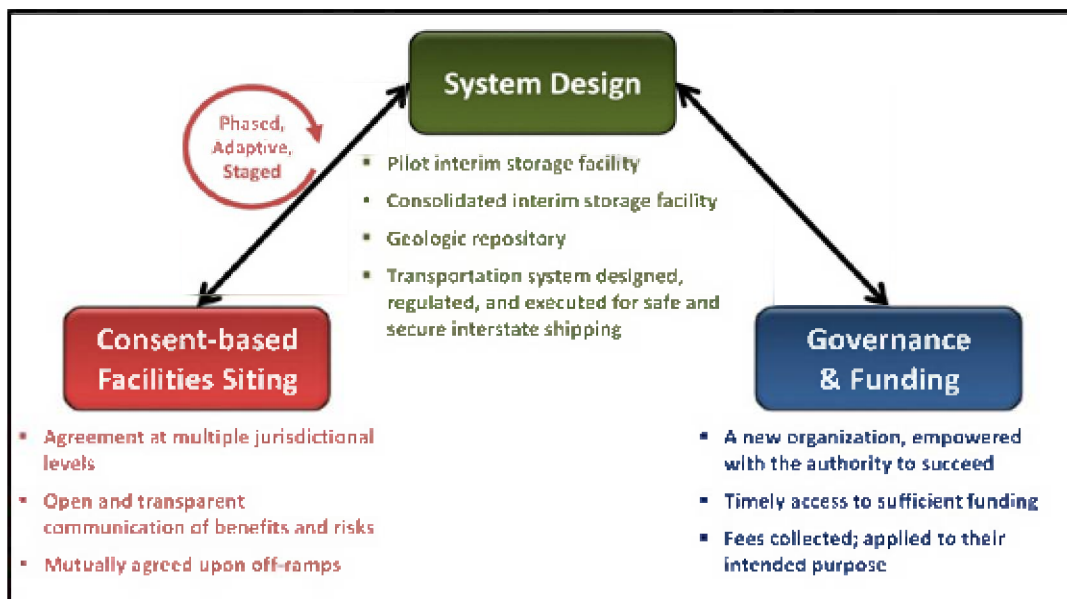 System Design
Phased,
Adaptive,
Staged
▪ Pilot interim storage facility
▪ Consolidated interim storage facility
▪ Geologic repository
▪ Transportation system designed,
regulated, and executed for safe and
secure interstate shipping
Consent-based
Facilities Siting
▪ Agreement at multiple jurisdictional
levels
▪ Open and transparent
communication of benefits and risks
▪ Mutually agreed upon off-ramps
Governance
& Funding
▪ A new organization, empowered
with the authority to succeed
▪ Timely access to sufficient funding
▪ Fees collected; applied to their
intended purpose